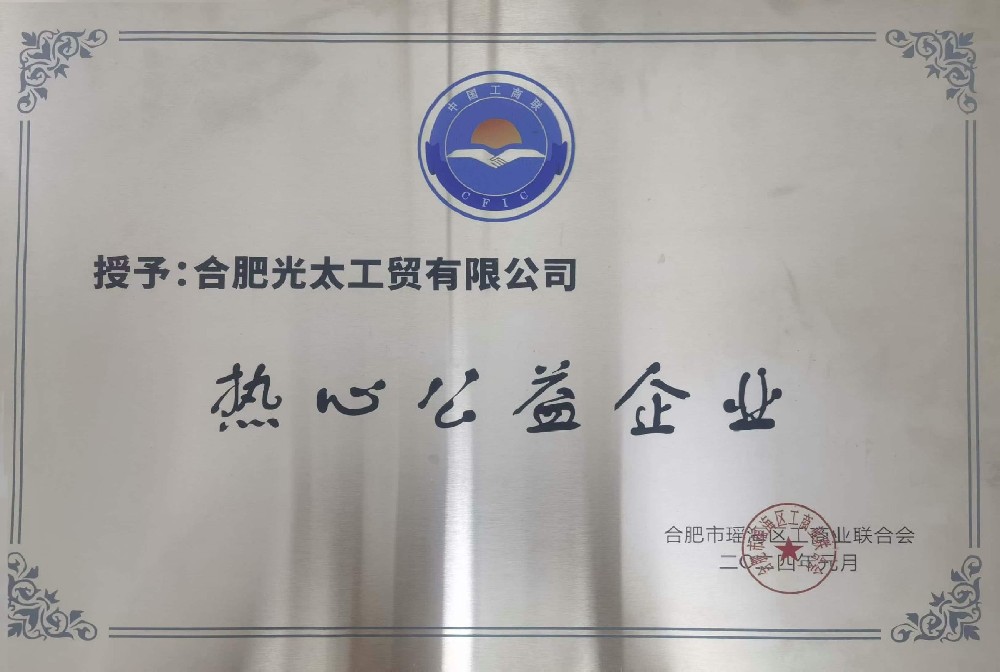 中国工商联
CFIC
授予：合肥光太工贸有限公司
热心公益企业
合肥市瑶海区工商业联合会
二〇二四年元月